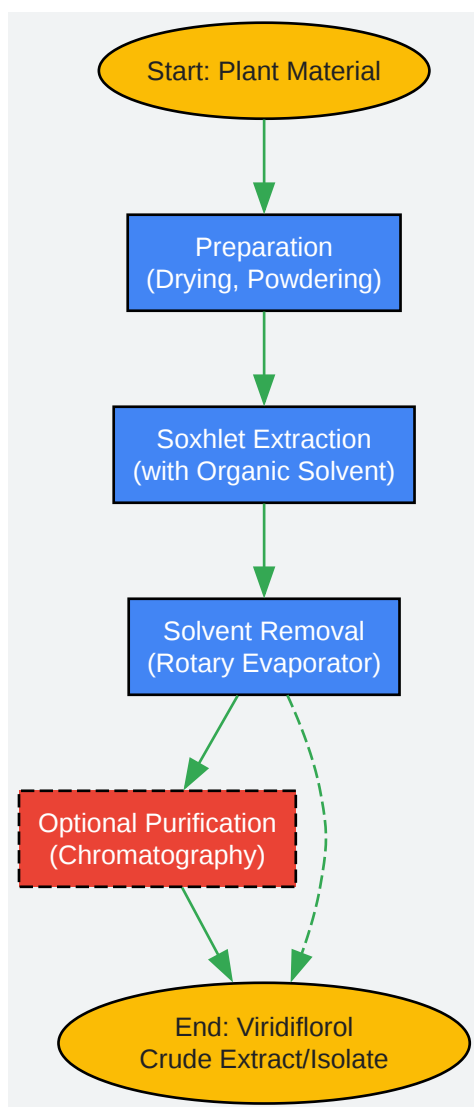 Start: Plant Material
Preparation
(Drying, Powdering)
Soxhlet Extraction
(with Organic Solvent)
Solvent Removal
(Rotary Evaporator)
Optional Purification
(Chromatography)
End: Viridiflorol
Crude Extract/Isolate